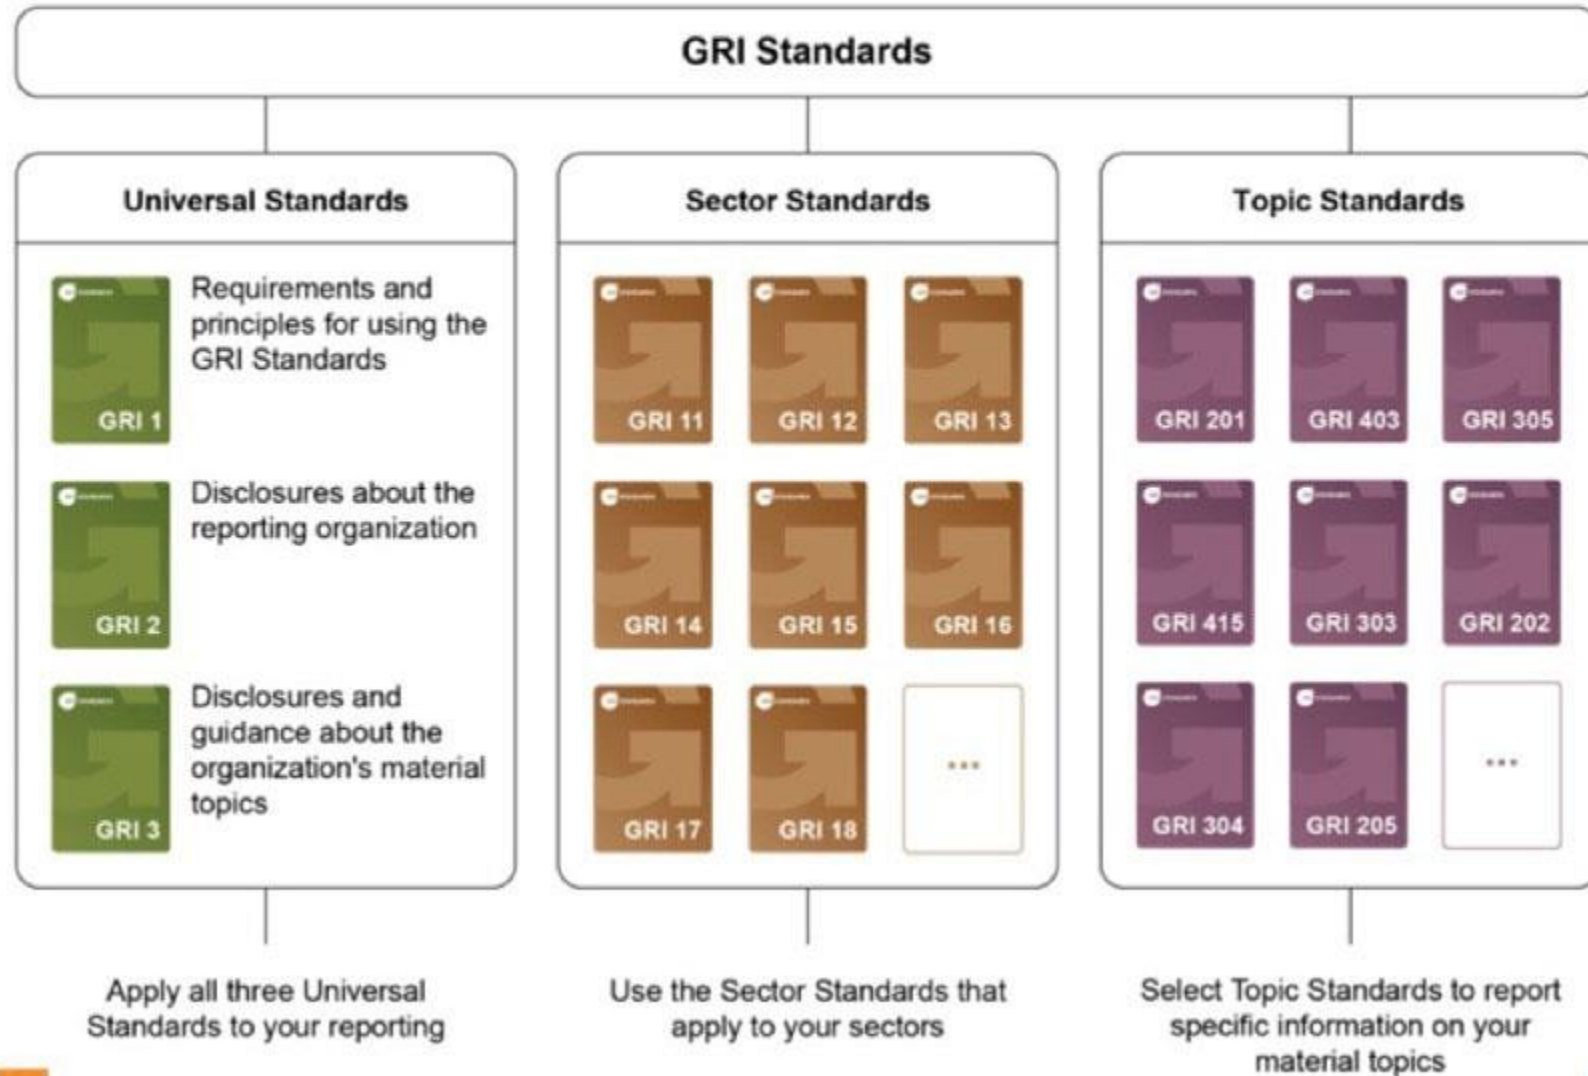 GRI Standards
Universal Standards
GRI 1
Requirements and
principles for using the
GRI Standards
GRI 2
Disclosures about the
reporting organization
GRI 3
Disclosures and
guidance about the
organization's material
topics
Apply all three Universal
Standards to your reporting
Sector Standards
GRI 11
GRI 12
GRI 13
GRI 14
GRI 15
GRI 16
GRI 17
GRI 18
...
Use the Sector Standards that
apply to your sectors
Topic Standards
GRI 201
GRI 403
GRI 305
GRI 415
GRI 303
GRI 202
GRI 304
GRI 205
...
Select Topic Standards to report
specific information on your
material topics